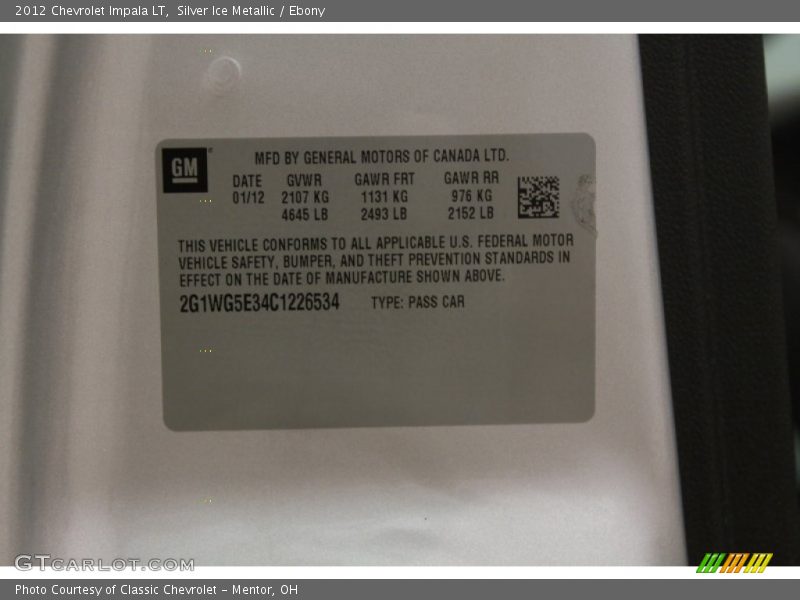 2012 Chevrolet Impala LT, Silver Ice Metallic / Ebony
GM
MFD BY GENERAL MOTORS OF CANADA LTD.
DATE GVWR GAWR FRT GAWR RR
01/12 2107 KG 1131 KG 976 KG
4645 LB 2493 LB 2152 LB
THIS VEHICLE CONFORMS TO ALL APPLICABLE U.S. FEDERAL MOTOR
VEHICLE SAFETY, BUMPER, AND THEFT PREVENTION STANDARDS IN
EFFECT ON THE DATE OF MANUFACTURE SHOWN ABOVE.
2G1WG5E34C1226534 TYPE: PASS CAR
GTCARLOT.COM
Photo Courtesy of Classic Chevrolet - Mentor, OH